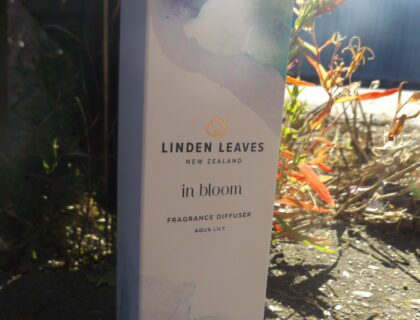 LINDEN LEAVES
NEW ZEALAND
in bloom
FRAGRANCE DIFFUSER
AQUA LILY